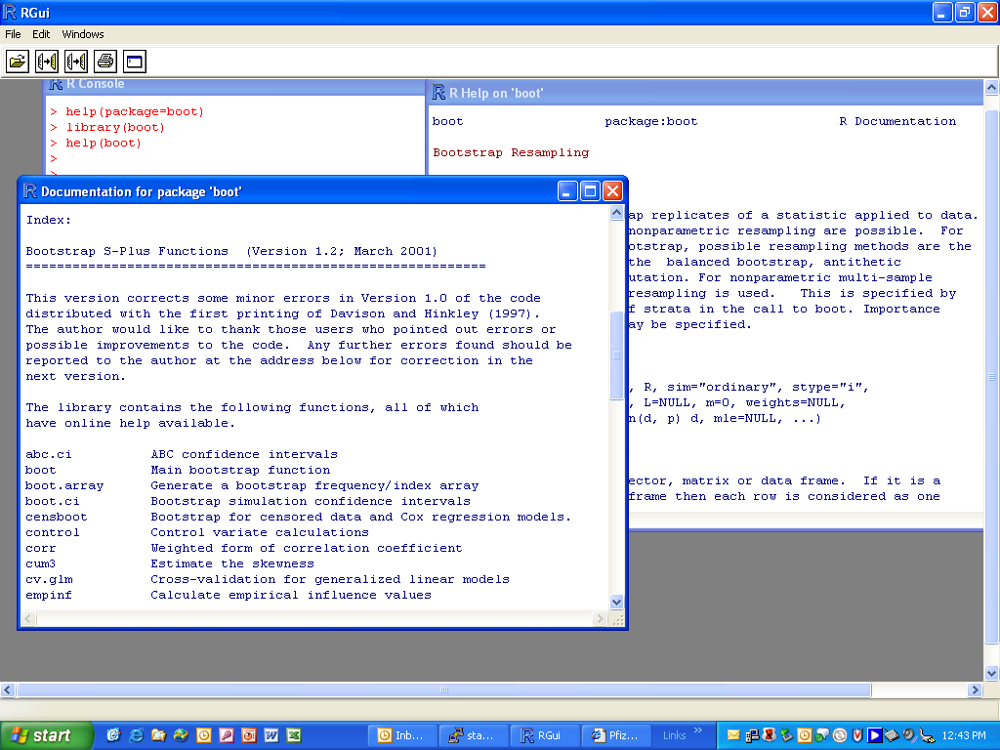 RGui
File Edit Windows
R Console
> help(package=boot)
> library(boot)
> help(boot)
>
>
R Help on 'boot'
boot package:boot R Documentation
Bootstrap Resampling
replicates of a statistic applied to data.
nonparametric resampling are possible. For
possible resampling methods are the
the balanced bootstrap, antithetic
For nonparametric multi-sample
resampling is used. This is specified by
f strata in the call to boot. Importance
ay be specified.
, R, sim="ordinary", stype="i",
, L=NULL, m=0, weights=NULL,
n(d, p) d, mle=NULL, ...)
ector, matrix or data frame. If it is a
frame then each row is considered as one
Documentation for package 'boot'
Index:
Bootstrap S-Plus Functions (Version 1.2; March 2001)
===========================================================
This version corrects some minor errors in Version 1.0 of the code
distributed with the first printing of Davison and Hinkley (1997).
The author would like to thank those users who pointed out errors or
possible improvements to the code. Any further errors found should be
reported to the author at the address below for correction in the
next version.
The library contains the following functions, all of which
have online help available.
abc.ci ABC confidence intervals
boot Main bootstrap function
boot.array Generate a bootstrap frequency/index array
boot.ci Bootstrap simulation confidence intervals
censboot Bootstrap for censored data and Cox regression models.
control Control variate calculations
corr Weighted form of correlation coefficient
cum3 Estimate the skewness
cv.glm Cross-validation for generalized linear models
empinf Calculate empirical influence values
start Inb... sta... RGui Pfiz... Links » 12:43 PM